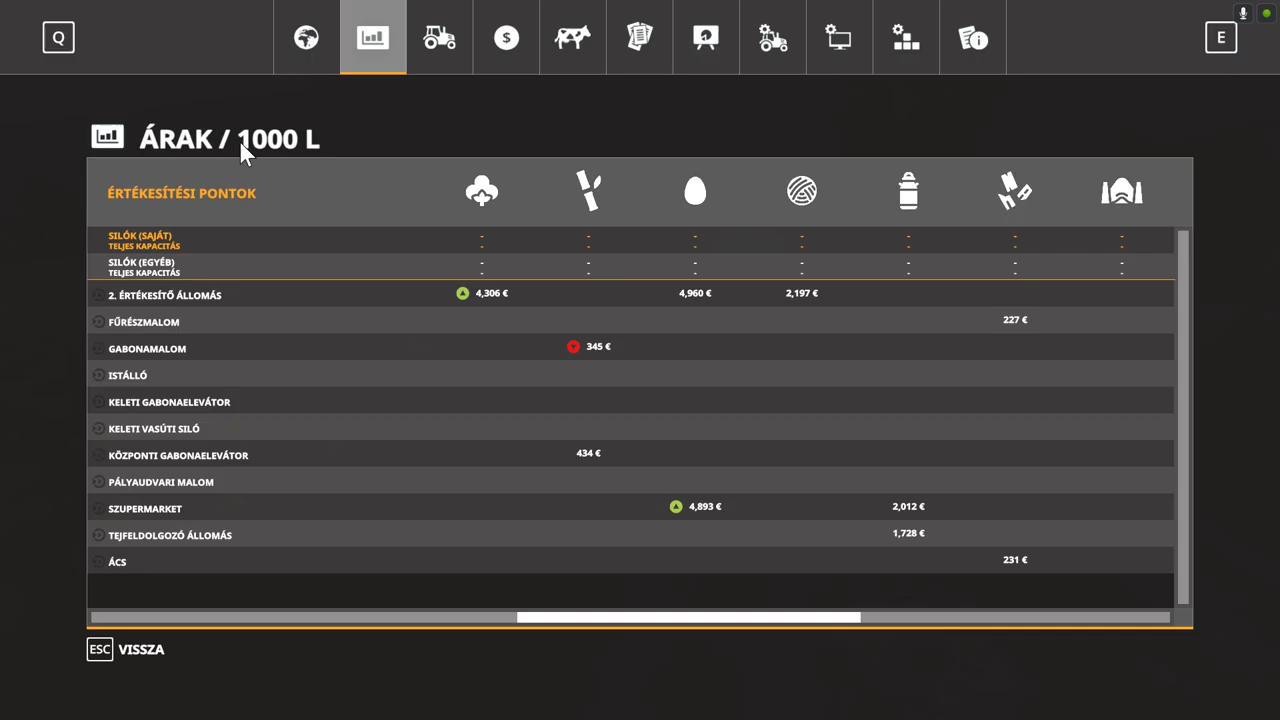 Q
E
ÁRAK / 1000 L
ÉRTÉKESÍTÉSI PONTOK
SILÓK (SAJÁT)
TELJES KAPACITÁS - - - - - - -
- - - - - - -
SILÓK (EGYÉB)
TELJES KAPACITÁS - - - - - - -
- - - - - - -
2. ÉRTÉKESÍTŐ ÁLLOMÁS 4,306 € 4,960 € 2,197 €
FŰRÉSZMALOM 227 €
GABONAMALOM 345 €
ISTÁLLÓ
KELETI GABONAELEVÁTOR
KELETI VASÚTI SILÓ
KÖZPONTI GABONAELEVÁTOR 434 €
PÁLYAUDVARI MALOM
SZUPERMARKET 4,893 € 2,012 €
TEJFELDOLGOZÓ ÁLLOMÁS 1,728 €
ÁCS 231 €
ESC VISSZA